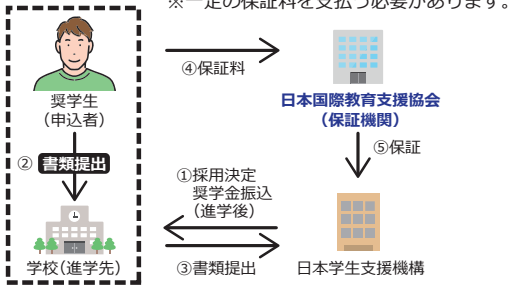 ※一定の保証料を支払う必要があります。
④保証料
奨学生
(申込者)
日本国際教育支援協会
(保証機関)
② 書類提出
⑤保証
①採用決定
奨学金振込
(進学後)
学校(進学先)
③書類提出
日本学生支援機構